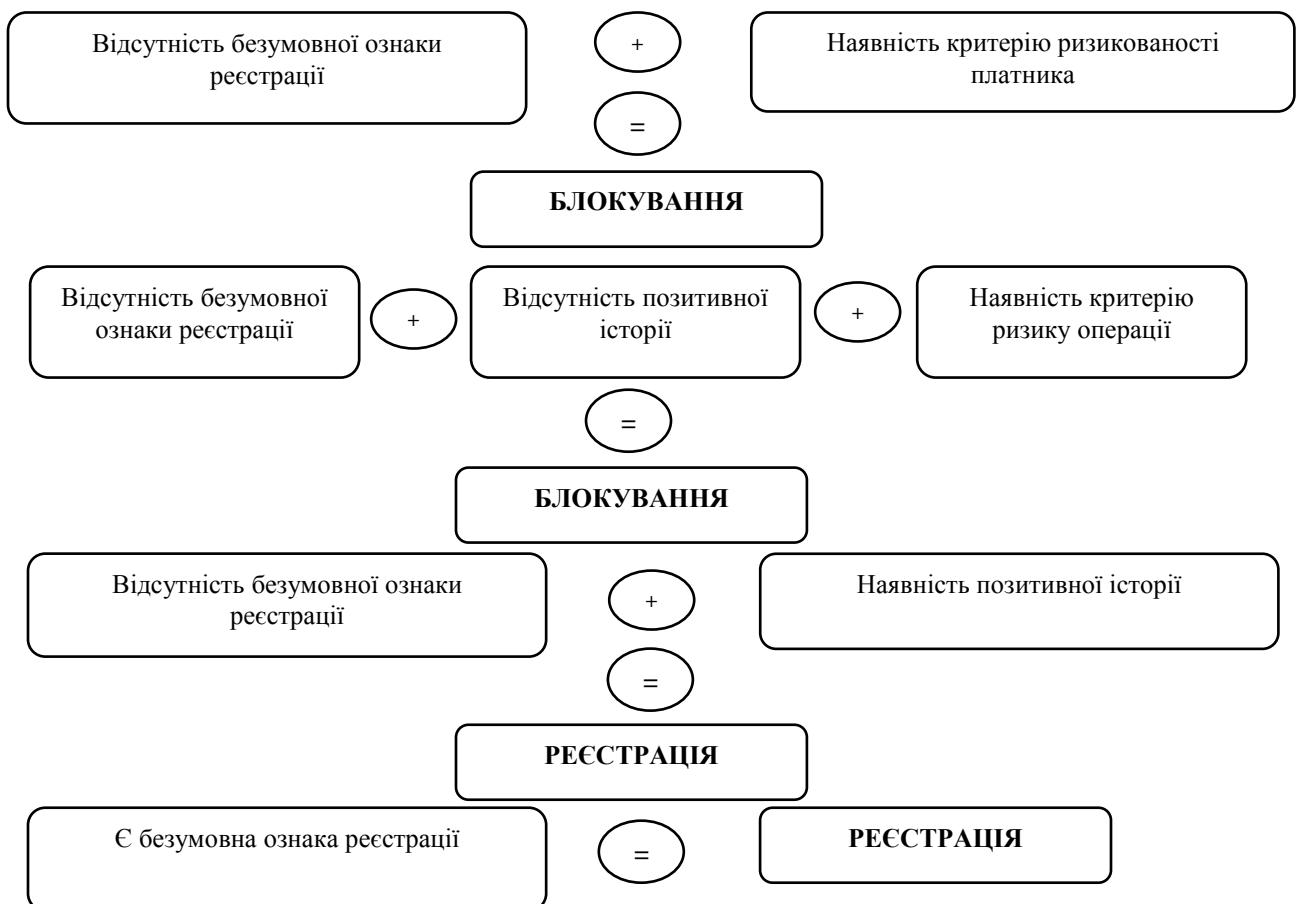 Відсутність безумовної ознаки
реєстрації
+
Наявність критерію ризикованості
платника
=
БЛОКУВАННЯ
Відсутність безумовної
ознаки реєстрації
+
Відсутність позитивної
історії
+
Наявність критерію
ризику операції
=
БЛОКУВАННЯ
Відсутність безумовної ознаки
реєстрації
+
Наявність позитивної історії
=
РЕЄСТРАЦІЯ
Є безумовна ознака реєстрації
=
РЕЄСТРАЦІЯ